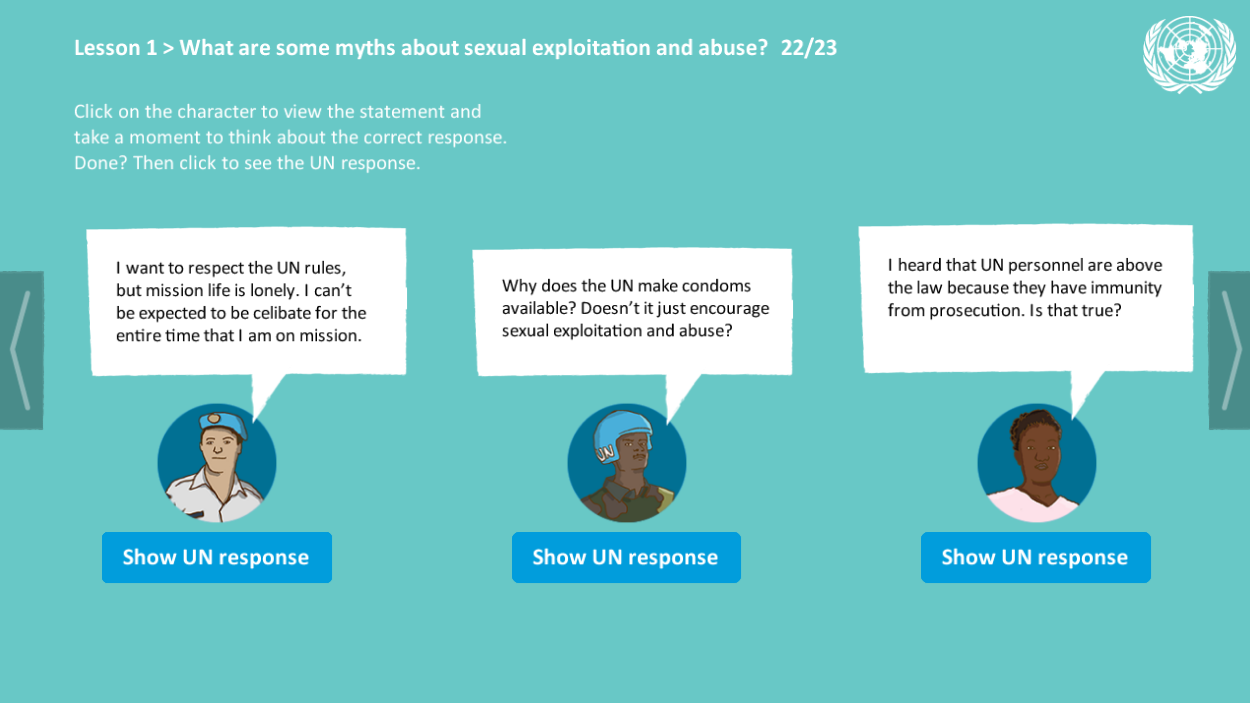 Lesson 1 > What are some myths about sexual exploitation and abuse? 22/23
Click on the character to view the statement and
take a moment to think about the correct response.
Done? Then click to see the UN response.
I want to respect the UN rules,
but mission life is lonely. I can’t
be expected to be celibate for the
entire time that I am on mission.
Why does the UN make condoms
available? Doesn’t it just encourage
sexual exploitation and abuse?
I heard that UN personnel are above
the law because they have immunity
from prosecution. Is that true?
UN
Show UN response
Show UN response
Show UN response